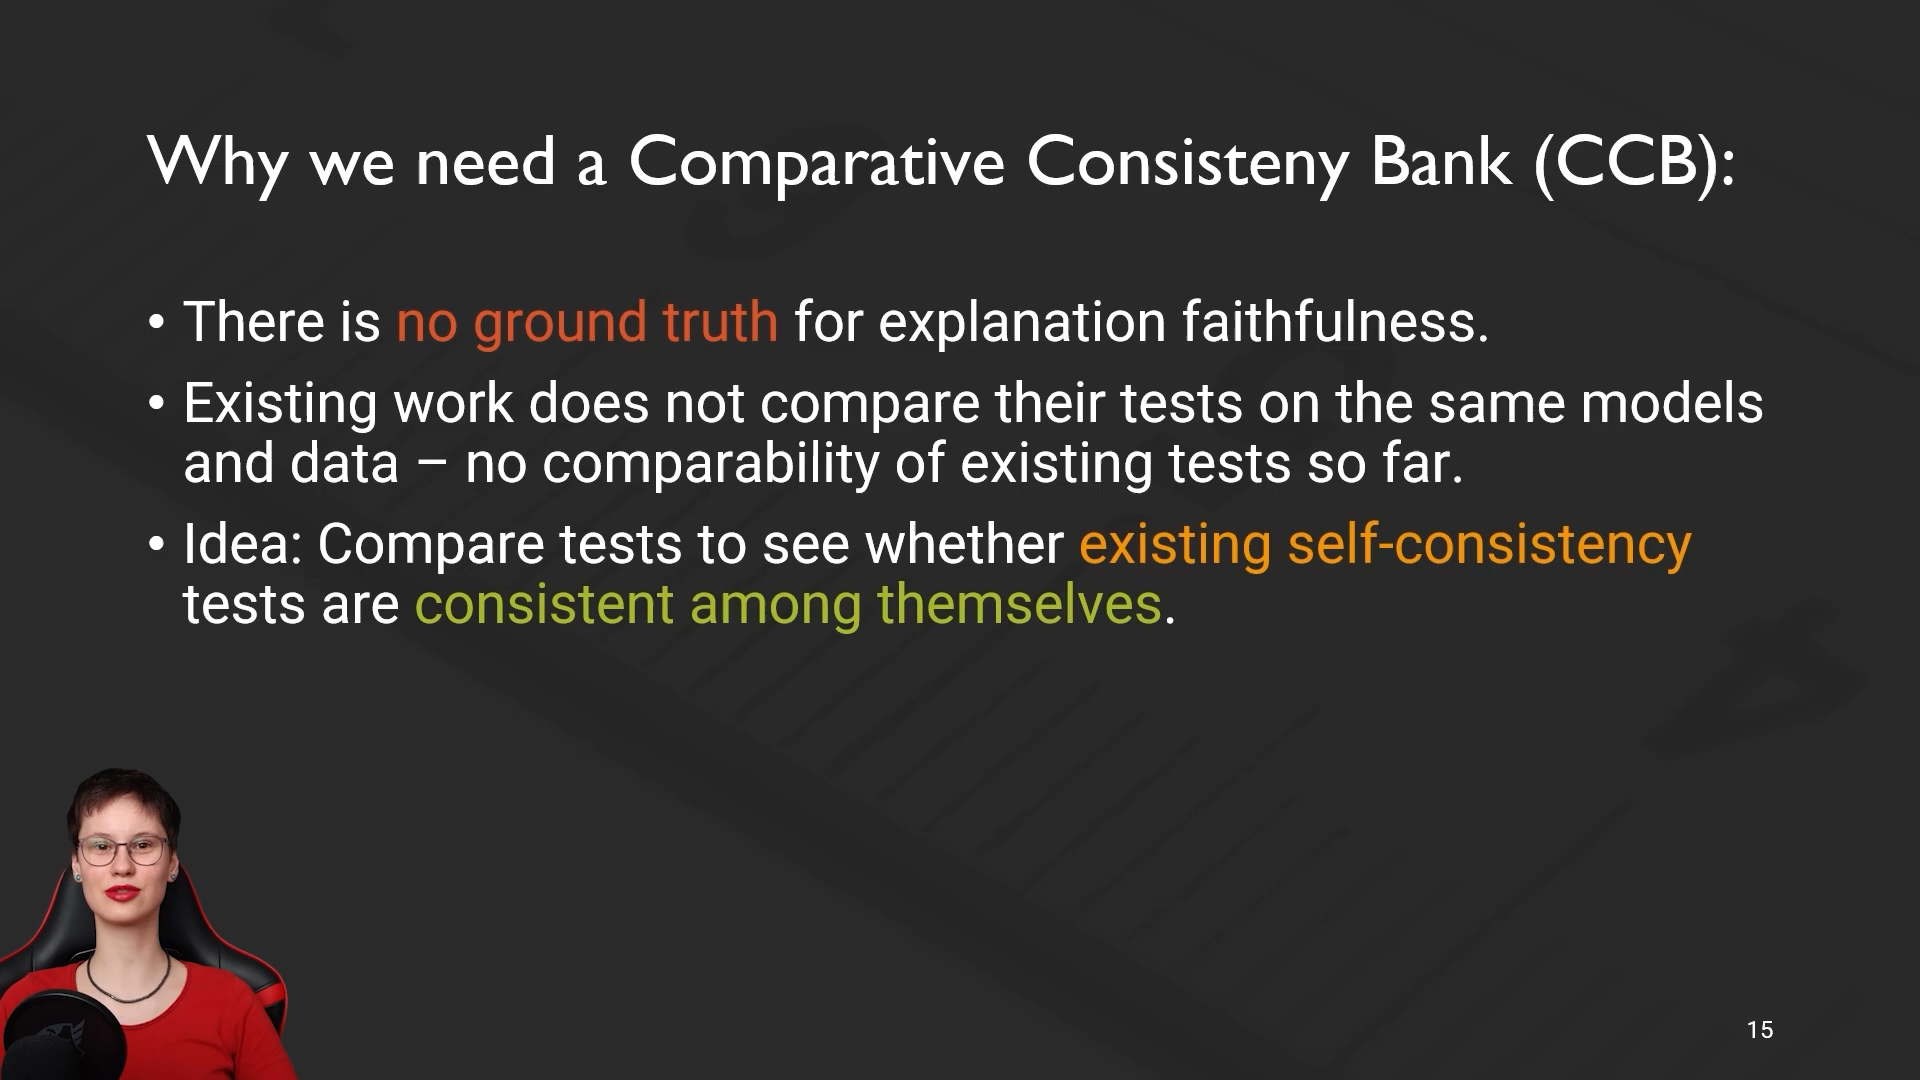 Why we need a Comparative Consisteny Bank (CCB):
• There is no ground truth for explanation faithfulness.
• Existing work does not compare their tests on the same models
and data – no comparability of existing tests so far.
• Idea: Compare tests to see whether existing self-consistency
tests are consistent among themselves.
15